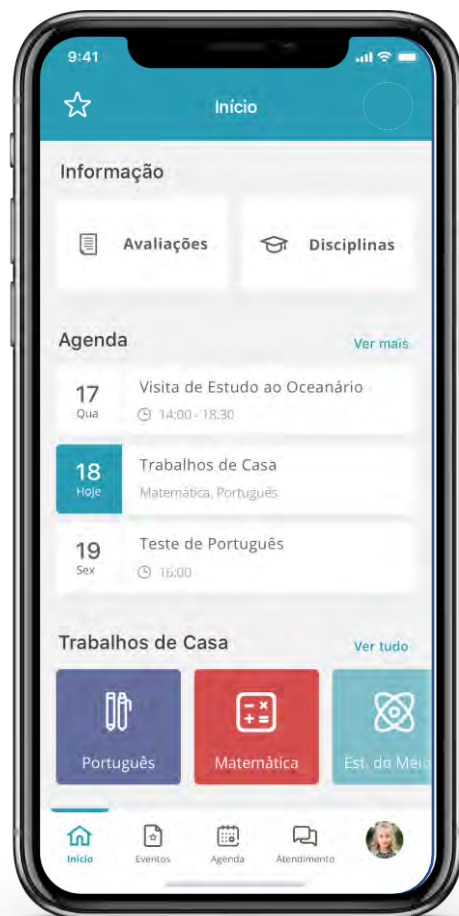 9:41
Início
Informação
Avaliações
Disciplinas
Agenda
Ver mais
17
Qua
Visita de Estudo ao Oceanário
14:00 - 18:30
18
Hoje
Trabalhos de Casa
Matemática, Português
19
Sex
Teste de Português
16:00
Trabalhos de Casa
Ver tudo
Português
Matemática
Est. do Meio
Início
Eventos
Agenda
Atendimento